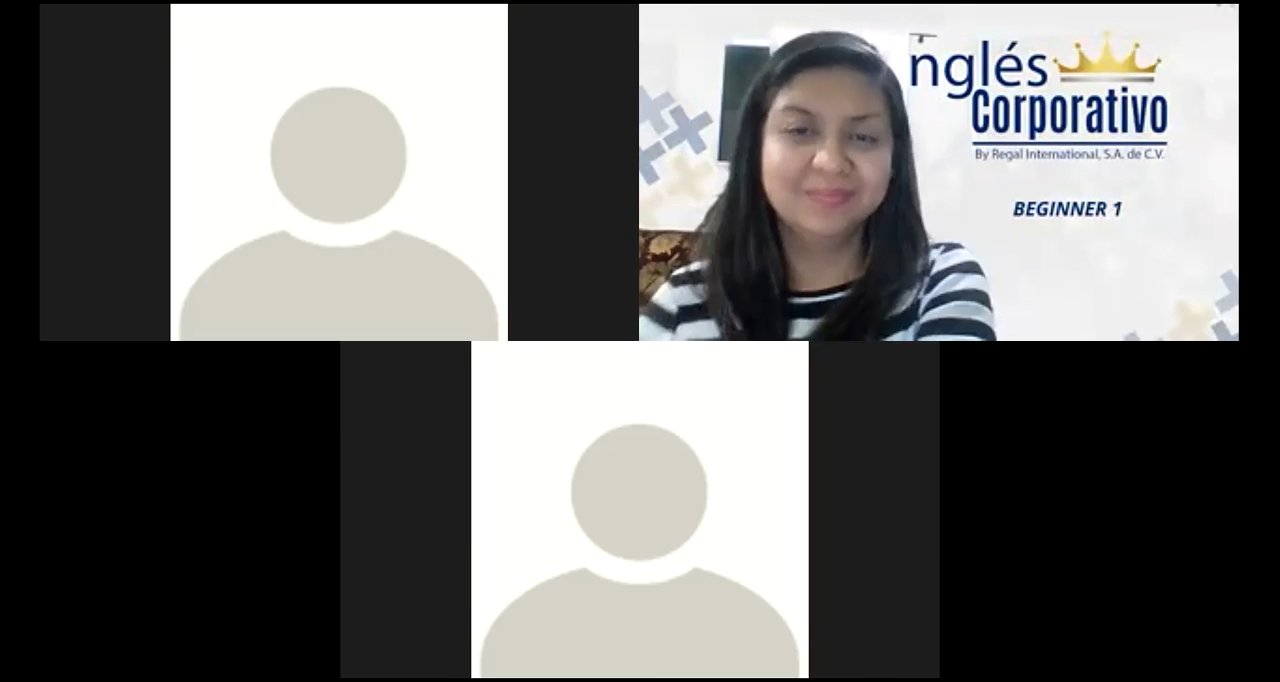 nglés
Corporativo
By Regal International, S.A. de C.V.
BEGINNER 1